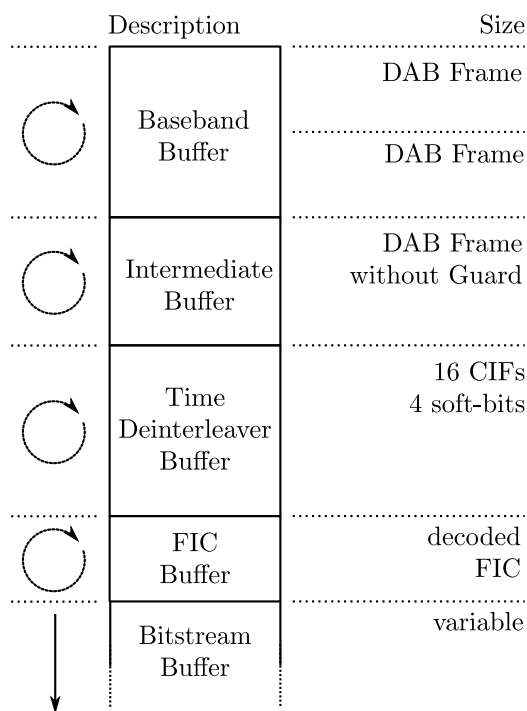 Description Size
DAB Frame
Baseband
Buffer
DAB Frame
DAB Frame
without Guard
Intermediate
Buffer
16 CIFs
4 soft-bits
Time
Deinterleaver
Buffer
decoded
FIC
FIC
Buffer
variable
Bitstream
Buffer